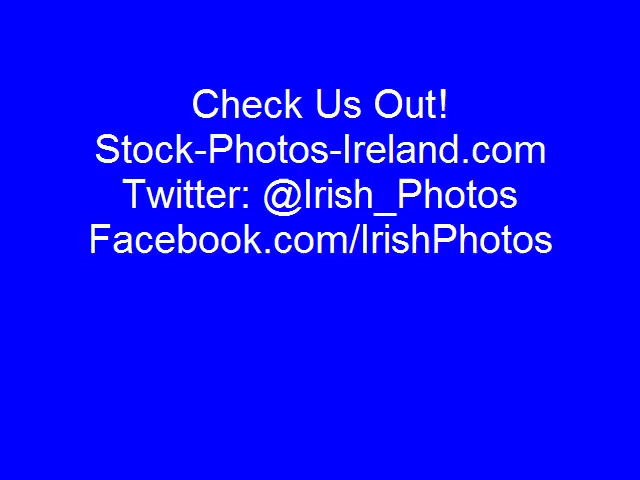 Check Us Out!
Stock-Photos-Ireland.com
Twitter: @Irish_Photos
Facebook.com/IrishPhotos